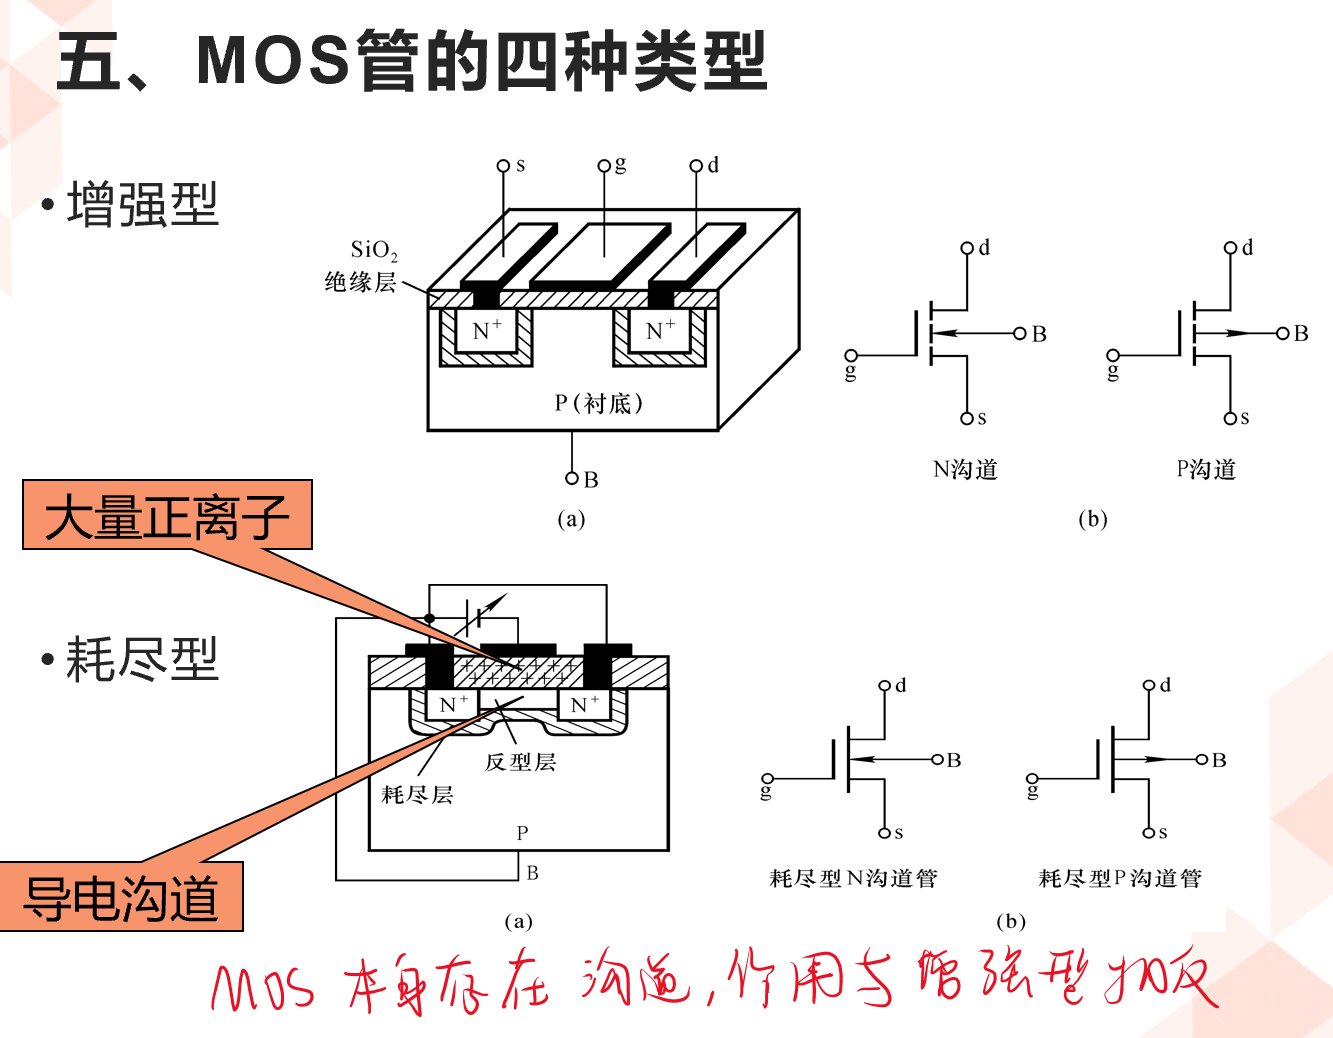 五、MOS管的四种类型
•增强型
s g d
SiO₂
绝缘层
N⁺ N⁺
P(衬底)
B
(a)
d
B
g
s
N沟道
d
B
g
s
P沟道
(b)
大量正离子
•耗尽型
N⁺ N⁺
反型层
耗尽层
P
B
导电沟道
(a)
d
B
g
s
耗尽型N沟道管
d
B
g
s
耗尽型P沟道管
(b)
MOS 本身存在沟道,作用与增强型相反